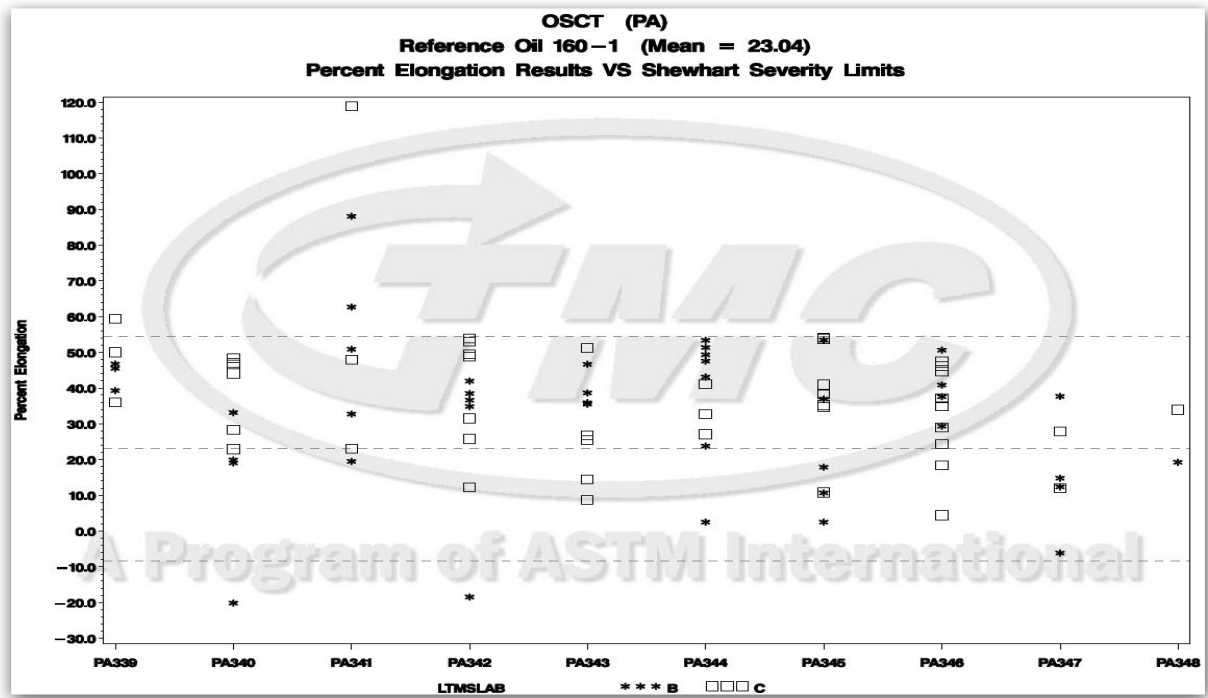 OSCT (PA)
Reference Oil 160-1 (Mean = 23.04)
Percent Elongation Results VS Shewhart Severity Limits
120.0
110.0
100.0
90.0
80.0
70.0
60.0
50.0
40.0
30.0
20.0
10.0
0.0
-10.0
-20.0
-30.0
Percent Elongation
TMC
A Program of ASTM International
PA339 PA340 PA341 PA342 PA343 PA344 PA345 PA346 PA347 PA348
LTMSLAB * * * B □□□ C